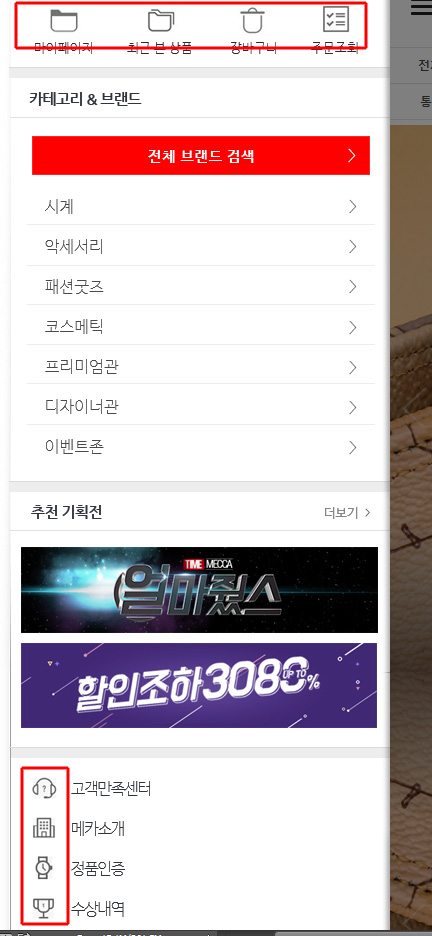 마이페이지 최근 본 상품 장바구니 주문조회
카테고리 & 브랜드
전체 브랜드 검색
시계
악세서리
패션굿즈
코스메틱
프리미엄관
디자이너관
이벤트존
추천 기획전 더보기
TIME MECCA
얼마줬스
할인조하3080% UP TO
고객만족센터
메카소개
정품인증
수상내역